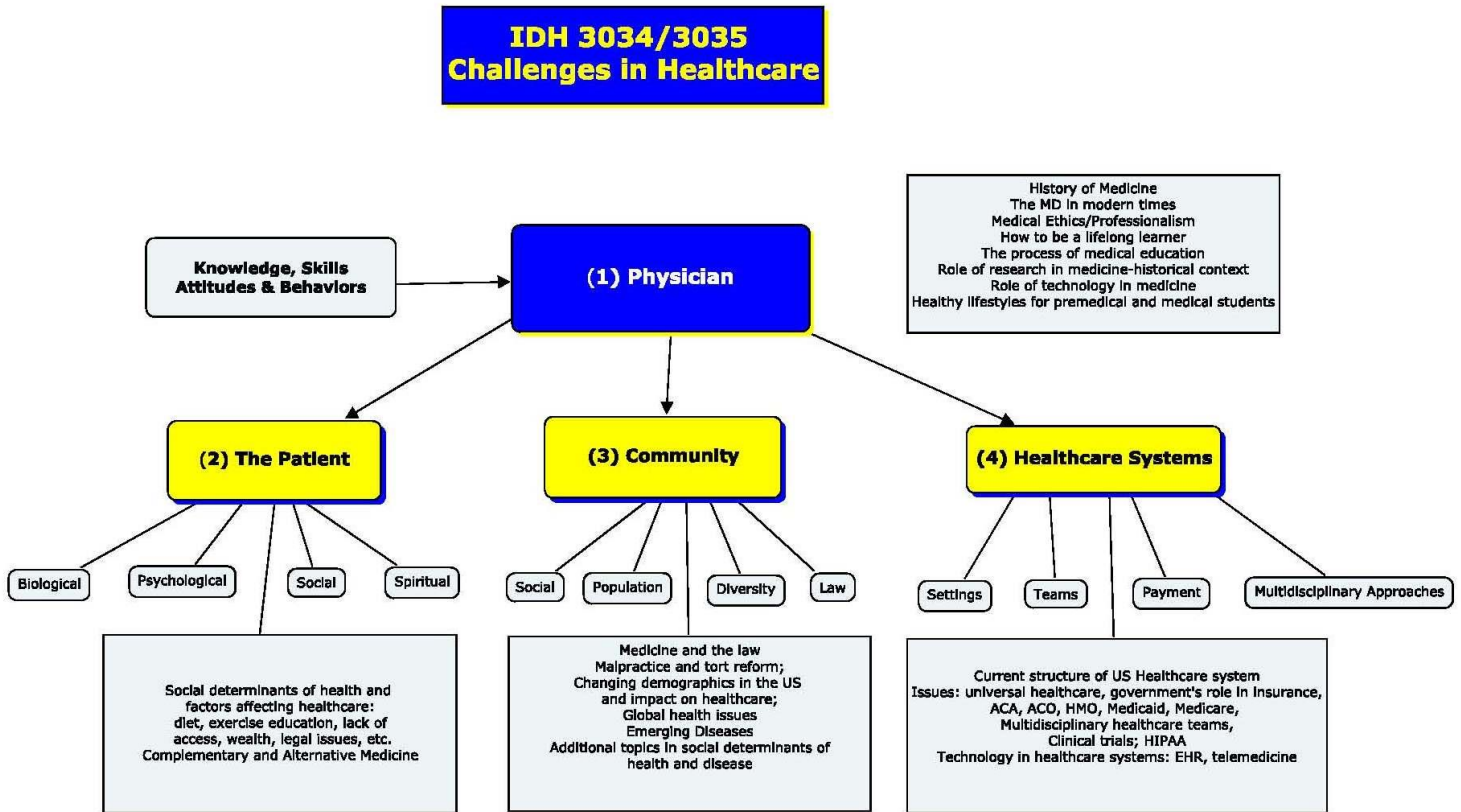 IDH 3034/3035
Challenges in Healthcare
History of Medicine
The MD in modern times
Medical Ethics/Professionalism
How to be a lifelong learner
The process of medical education
Role of research in medicine-historical context
Role of technology in medicine
Healthy lifestyles for premedical and medical students
Knowledge, Skills
Attitudes & Behaviors
(1) Physician
(2) The Patient
(3) Community
(4) Healthcare Systems
Biological
Psychological
Social
Spiritual
Social
Population
Diversity
Law
Settings
Teams
Payment
Multidisciplinary Approaches
Social determinants of health and
factors affecting healthcare:
diet, exercise education, lack of
access, wealth, legal issues, etc.
Complementary and Alternative Medicine
Medicine and the law
Malpractice and tort reform;
Changing demographics in the US
and impact on healthcare;
Global health issues
Emerging Diseases
Additional topics in social determinants of
health and disease
Current structure of US Healthcare system
Issues: universal healthcare, government's role in insurance,
ACA, ACO, HMO, Medicaid, Medicare,
Multidisciplinary healthcare teams,
Clinical trials; HIPAA
Technology in healthcare systems: EHR, telemedicine